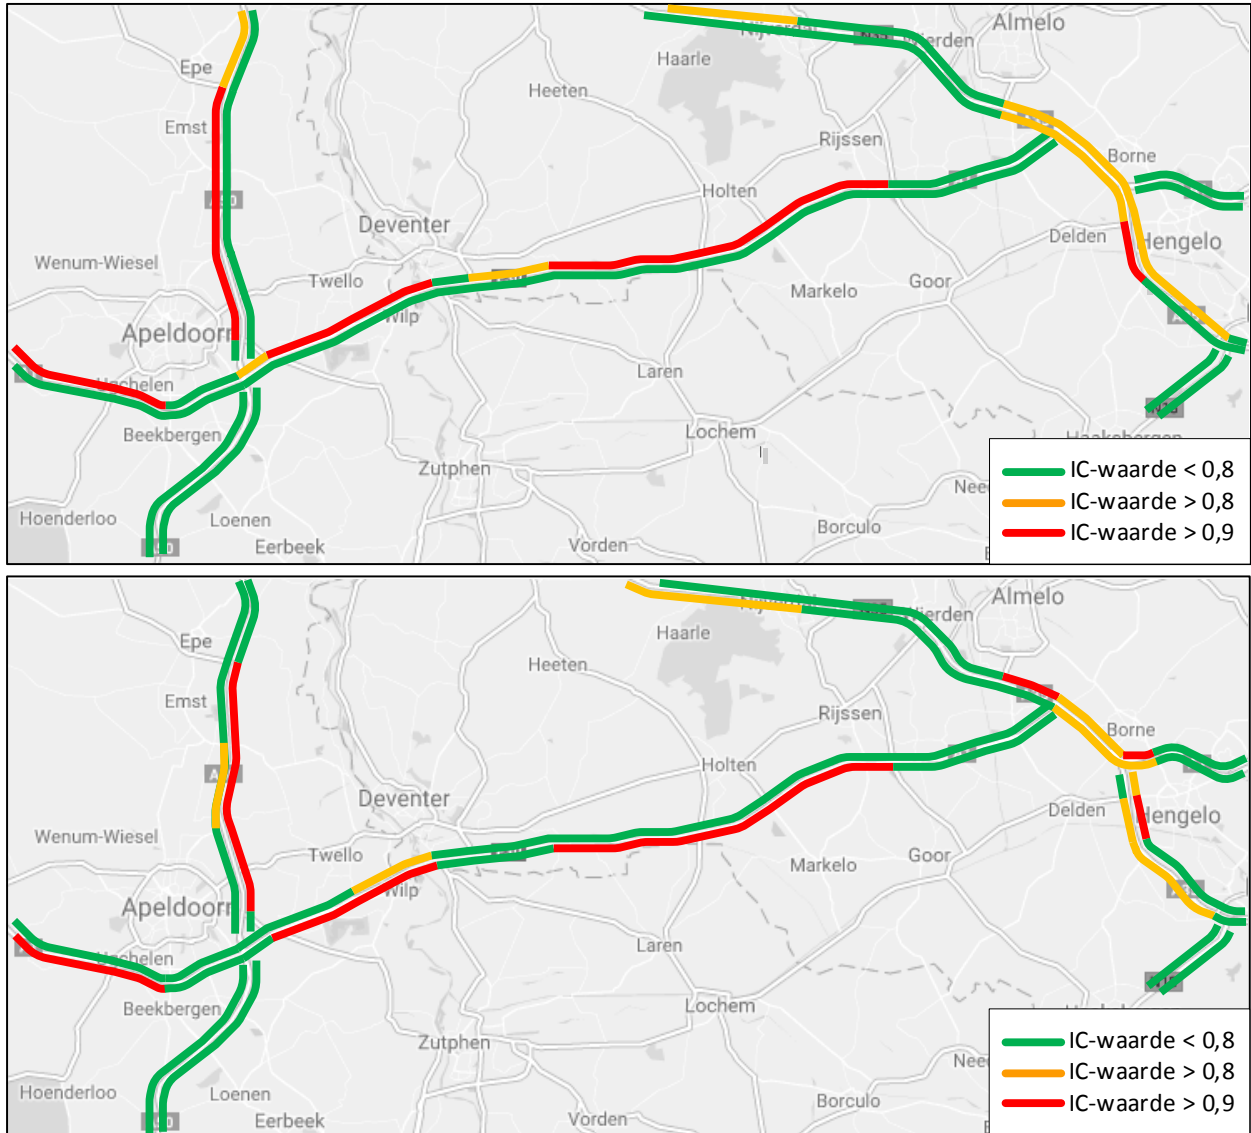 Almelo
Wierden
Haarle
Epe
Heeten
Emst
Rijssen
Borne
Holten
Deventer
Delden
Hengelo
Wenum-Wiesel
Twello
Goor
Markelo
Wilp
Apeldoorn
Laren
Beekbergen
Lochem
Zutphen
Hoenderloo
Loenen
Borculo
Eerbeek
Vorden
IC-waarde < 0,8
IC-waarde > 0,8
IC-waarde > 0,9
Almelo
Wierden
Epe
Haarle
Heeten
Emst
Rijssen
Borne
Holten
Deventer
Delden
Hengelo
Wenum-Wiesel
Twello
Goor
Markelo
Wilp
Apeldoorn
Laren
Beekbergen
Lochem
Zutphen
Hoenderloo
Loenen
Borculo
Eerbeek
Vorden
IC-waarde < 0,8
IC-waarde > 0,8
IC-waarde > 0,9